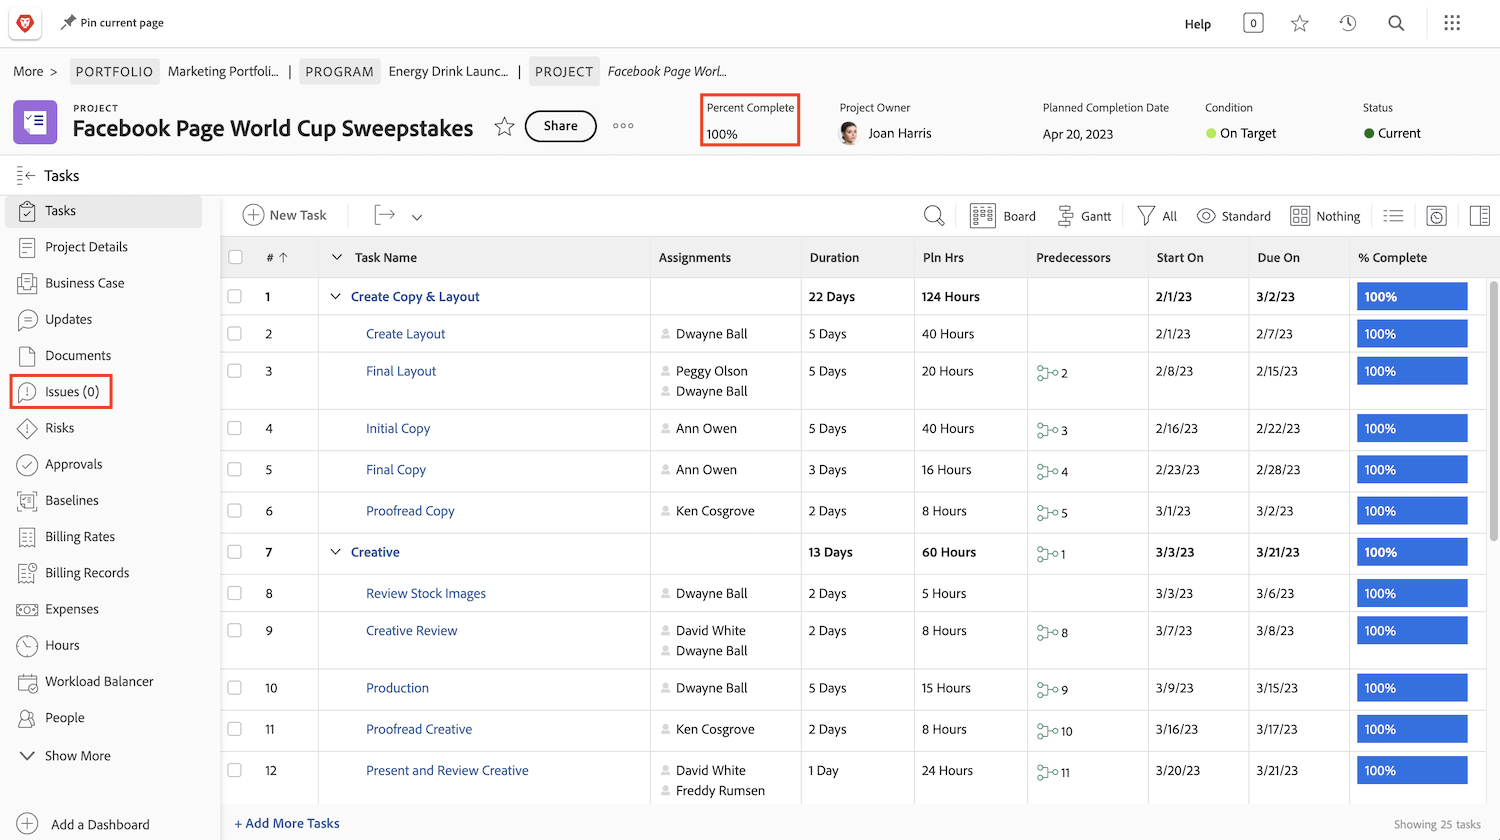 Pin current page
Help
0
More >
PORTFOLIO Marketing Portfoli... | PROGRAM Energy Drink Launc... | PROJECT Facebook Page Worl...
PROJECT
Facebook Page World Cup Sweepstakes
Share
Percent Complete
100%
Project Owner
Joan Harris
Planned Completion Date
Apr 20, 2023
Condition
On Target
Status
Current
Tasks
Tasks
Project Details
Business Case
Updates
Documents
Issues (0)
Risks
Approvals
Baselines
Billing Rates
Billing Records
Expenses
Hours
Workload Balancer
People
Show More
Add a Dashboard
New Task
Board
Gantt
All
Standard
Nothing
# ↑ Task Name Assignments Duration Pln Hrs Predecessors Start On Due On % Complete
1 Create Copy & Layout 22 Days 124 Hours 2/1/23 3/2/23 100%
2 Create Layout Dwayne Ball 5 Days 40 Hours 2/1/23 2/7/23 100%
3 Final Layout Peggy Olson 5 Days 20 Hours 2 2/8/23 2/15/23 100%
Dwayne Ball
4 Initial Copy Ann Owen 5 Days 40 Hours 3 2/16/23 2/22/23 100%
5 Final Copy Ann Owen 3 Days 16 Hours 4 2/23/23 2/28/23 100%
6 Proofread Copy Ken Cosgrove 2 Days 8 Hours 5 3/1/23 3/2/23 100%
7 Creative 13 Days 60 Hours 1 3/3/23 3/21/23 100%
8 Review Stock Images Dwayne Ball 2 Days 5 Hours 3/3/23 3/6/23 100%
9 Creative Review David White 2 Days 8 Hours 8 3/7/23 3/8/23 100%
Dwayne Ball
10 Production Dwayne Ball 5 Days 15 Hours 9 3/9/23 3/15/23 100%
11 Proofread Creative Ken Cosgrove 2 Days 8 Hours 10 3/16/23 3/17/23 100%
12 Present and Review Creative David White 1 Day 24 Hours 11 3/20/23 3/21/23 100%
Freddy Rumsen
+ Add More Tasks
Showing 25 tasks